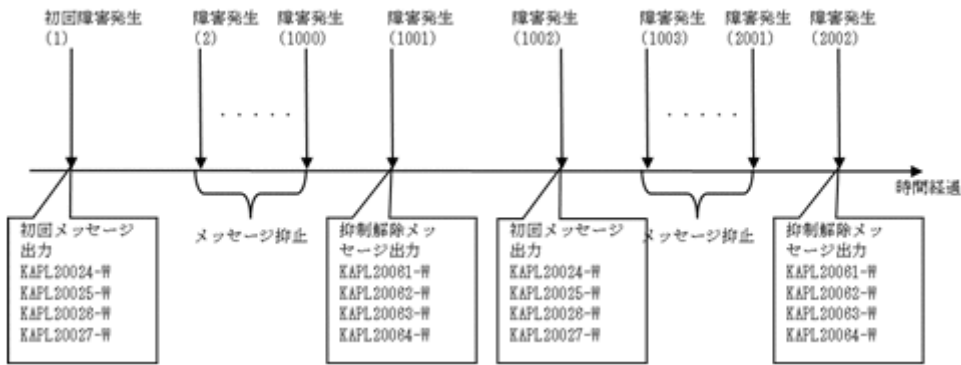 初回障害発生
(1)
障害発生
(2)
障害発生
(1000)
障害発生
(1001)
障害発生
(1002)
障害発生
(1003)
障害発生
(2001)
障害発生
(2002)
・・・・・
・・・・・
時間経過
初回メッセージ
出力
KAPL20024-W
KAPL20025-W
KAPL20026-W
KAPL20027-W
メッセージ抑止
抑制解除メッ
セージ出力
KAPL20061-W
KAPL20062-W
KAPL20063-W
KAPL20064-W
初回メッセージ
出力
KAPL20024-W
KAPL20025-W
KAPL20026-W
KAPL20027-W
メッセージ抑止
抑制解除メッ
セージ出力
KAPL20061-W
KAPL20062-W
KAPL20063-W
KAPL20064-W